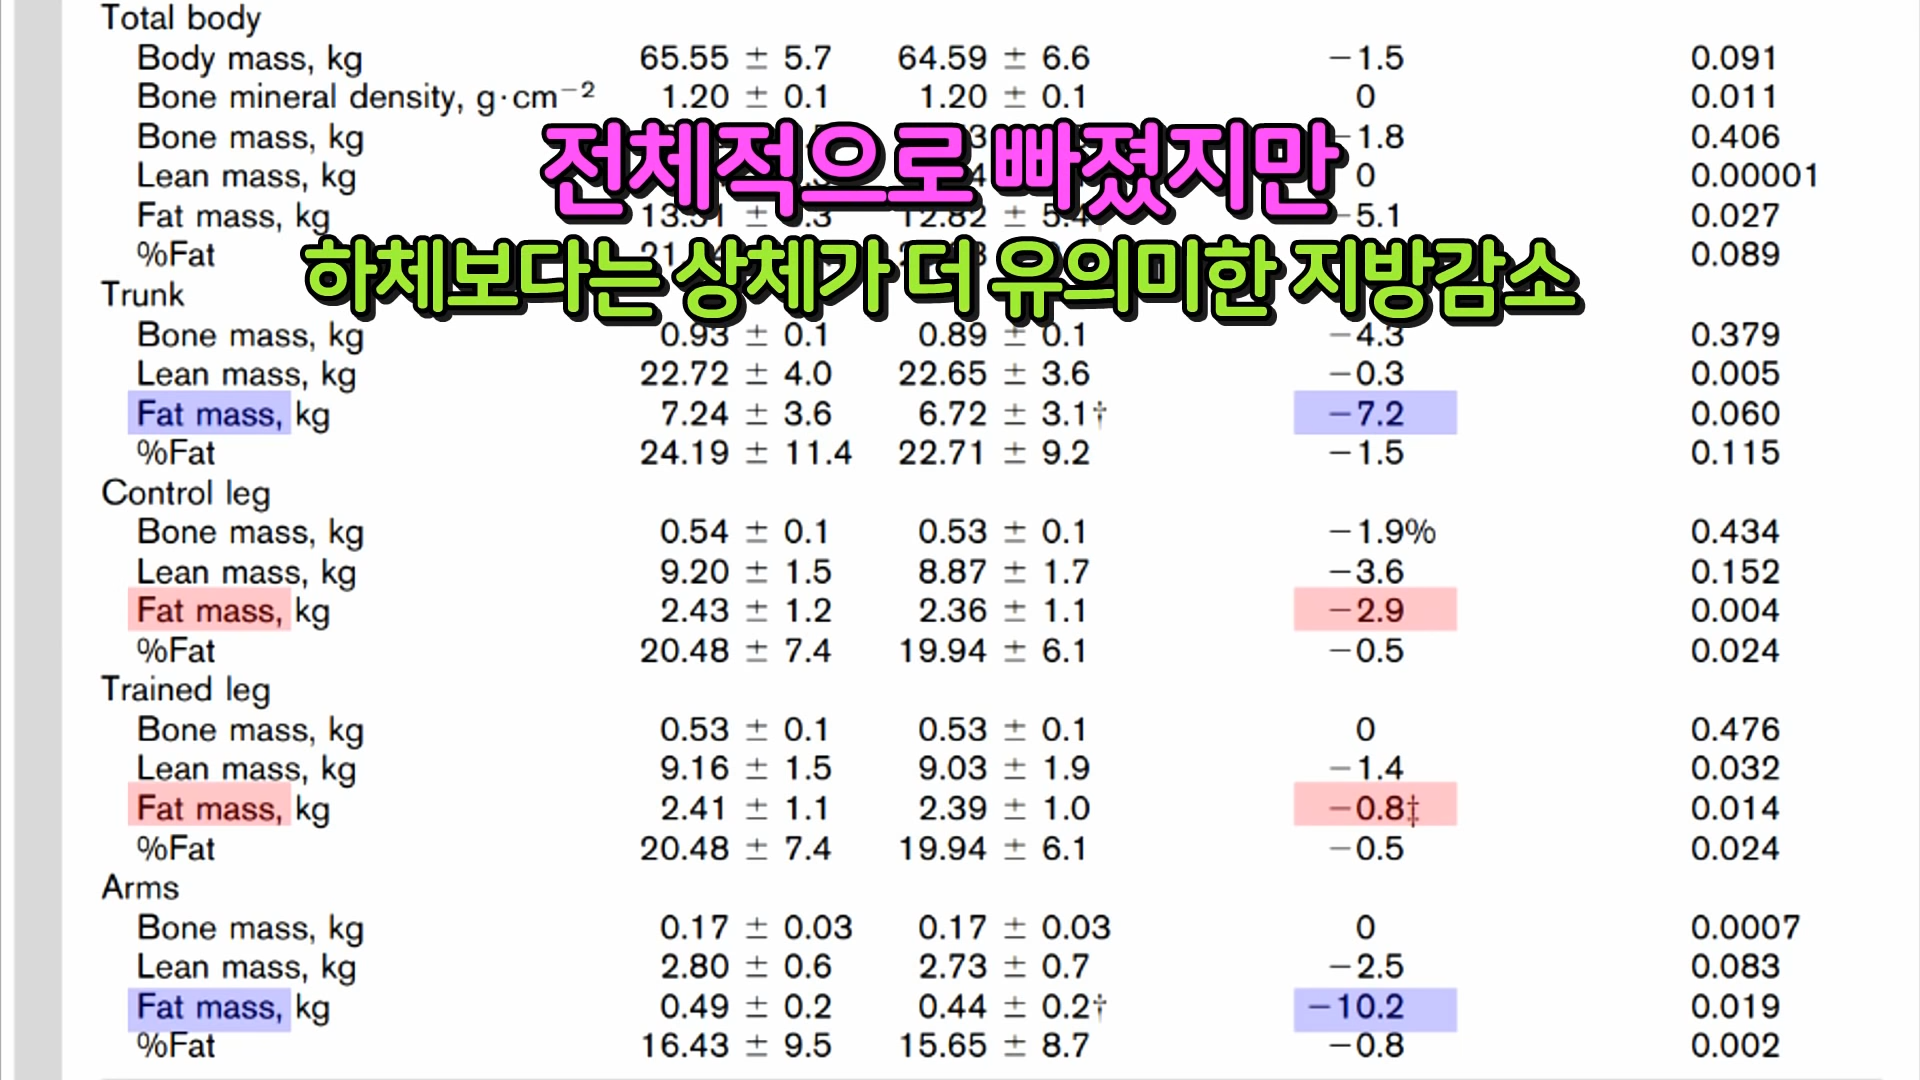 Total body
Body mass, kg 65.55 ± 5.7 64.59 ± 6.6 −1.5 0.091
Bone mineral density, g·cm⁻² 1.20 ± 0.1 1.20 ± 0.1 0 0.011
Bone mass, kg −1.8 0.406
전체적으로 빠졌지만
Lean mass, kg 0 0.00001
Fat mass, kg −5.1 0.027
%Fat 0.089
하체보다는 상체가 더 유의미한 지방감소
Trunk
Bone mass, kg 0.93 ± 0.1 0.89 ± 0.1 −4.3 0.379
Lean mass, kg 22.72 ± 4.0 22.65 ± 3.6 −0.3 0.005
Fat mass, kg 7.24 ± 3.6 6.72 ± 3.1† −7.2 0.060
%Fat 24.19 ± 11.4 22.71 ± 9.2 −1.5 0.115
Control leg
Bone mass, kg 0.54 ± 0.1 0.53 ± 0.1 −1.9% 0.434
Lean mass, kg 9.20 ± 1.5 8.87 ± 1.7 −3.6 0.152
Fat mass, kg 2.43 ± 1.2 2.36 ± 1.1 −2.9 0.004
%Fat 20.48 ± 7.4 19.94 ± 6.1 −0.5 0.024
Trained leg
Bone mass, kg 0.53 ± 0.1 0.53 ± 0.1 0 0.476
Lean mass, kg 9.16 ± 1.5 9.03 ± 1.9 −1.4 0.032
Fat mass, kg 2.41 ± 1.1 2.39 ± 1.0 −0.8‡ 0.014
%Fat 20.48 ± 7.4 19.94 ± 6.1 −0.5 0.024
Arms
Bone mass, kg 0.17 ± 0.03 0.17 ± 0.03 0 0.0007
Lean mass, kg 2.80 ± 0.6 2.73 ± 0.7 −2.5 0.083
Fat mass, kg 0.49 ± 0.2 0.44 ± 0.2† −10.2 0.019
%Fat 16.43 ± 9.5 15.65 ± 8.7 −0.8 0.002